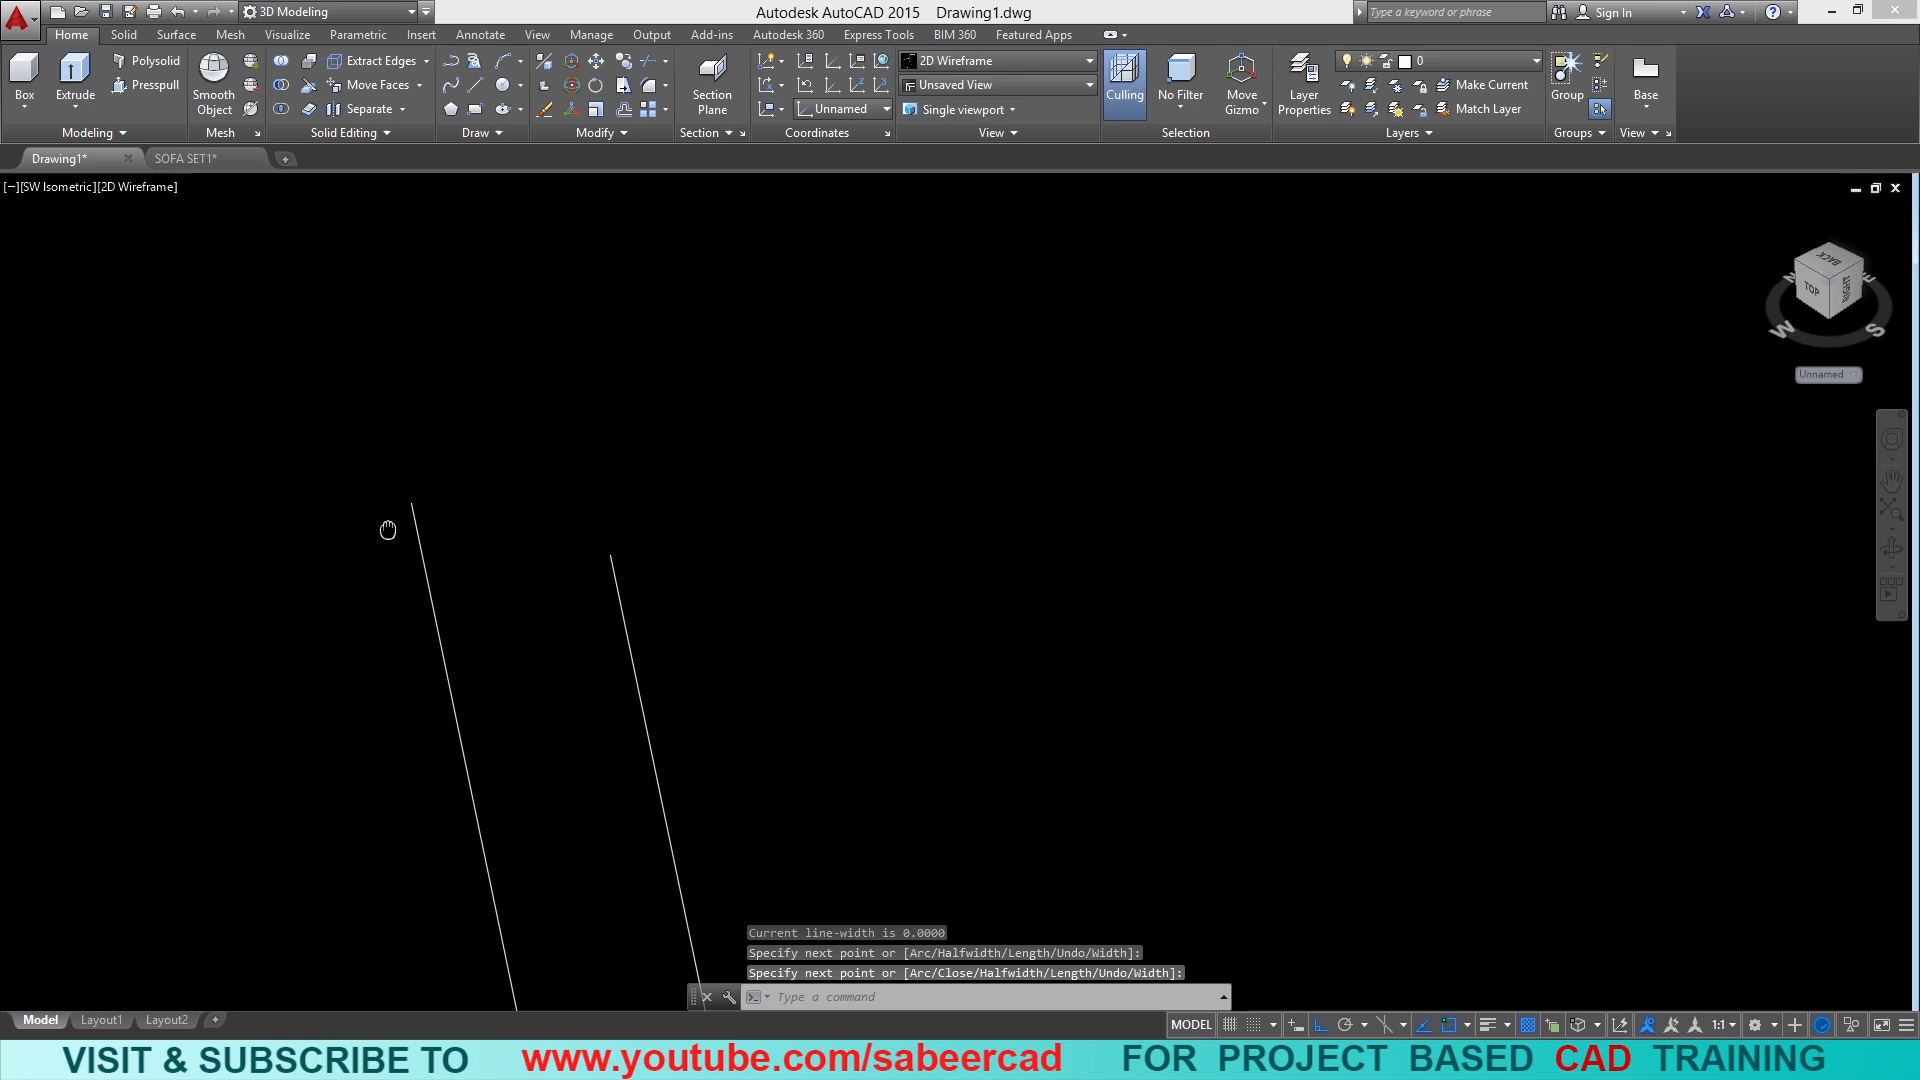 3D Modeling
Autodesk AutoCAD 2015 Drawing1.dwg
Type a keyword or phrase
Sign In
Home Solid Surface Mesh Visualize Parametric Insert Annotate View Manage Output Add-ins Autodesk 360 Express Tools BIM 360 Featured Apps
Box
Extrude
Polysolid
Presspull
Modeling
Smooth
Object
Mesh
Extract Edges
Move Faces
Separate
Solid Editing
Draw
Modify
Section
Plane
Section
Unnamed
Coordinates
2D Wireframe
Unsaved View
Single viewport
View
Culling
No Filter
Move
Gizmo
Selection
Layer
Properties
0
Make Current
Match Layer
Layers
Group
Groups
Base
View
Drawing1*
SOFA SET1*
[−][SW Isometric][2D Wireframe]
BACK
TOP
RIGHT
W
S
Unnamed
Current line-width is 0.0000
Specify next point or [Arc/Halfwidth/Length/Undo/Width]:
Specify next point or [Arc/Close/Halfwidth/Length/Undo/Width]:
Type a command
Model Layout1 Layout2
MODEL
1:1
VISIT & SUBSCRIBE TO www.youtube.com/sabeercad FOR PROJECT BASED CAD TRAINING